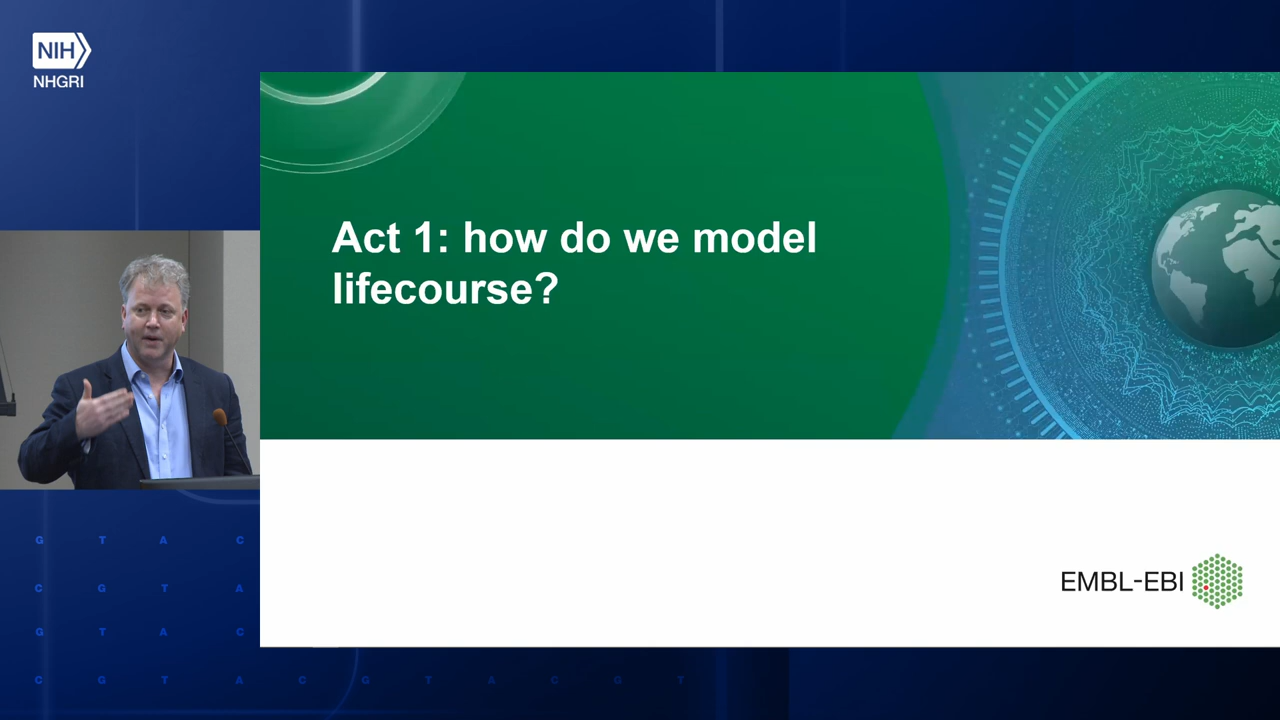 NIH
NHGRI
Act 1: how do we model
lifecourse?
EMBL-EBI
G T A C
C G T A
G T A C
C G T A C G T A C G T